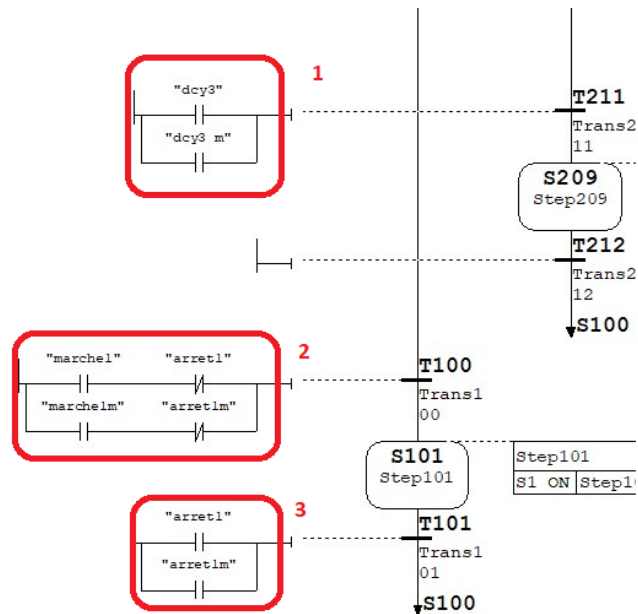 1
"dcy3"
"dcy3 m"
T211
Trans2
11
S209
Step209
T212
Trans2
12
S100
2
"marche1" "arret1"
"marche1m" "arret1m"
T100
Trans1
00
S101
Step101
Step101
S1 ON Step10
3
"arret1"
"arret1m"
T101
Trans1
01
S100